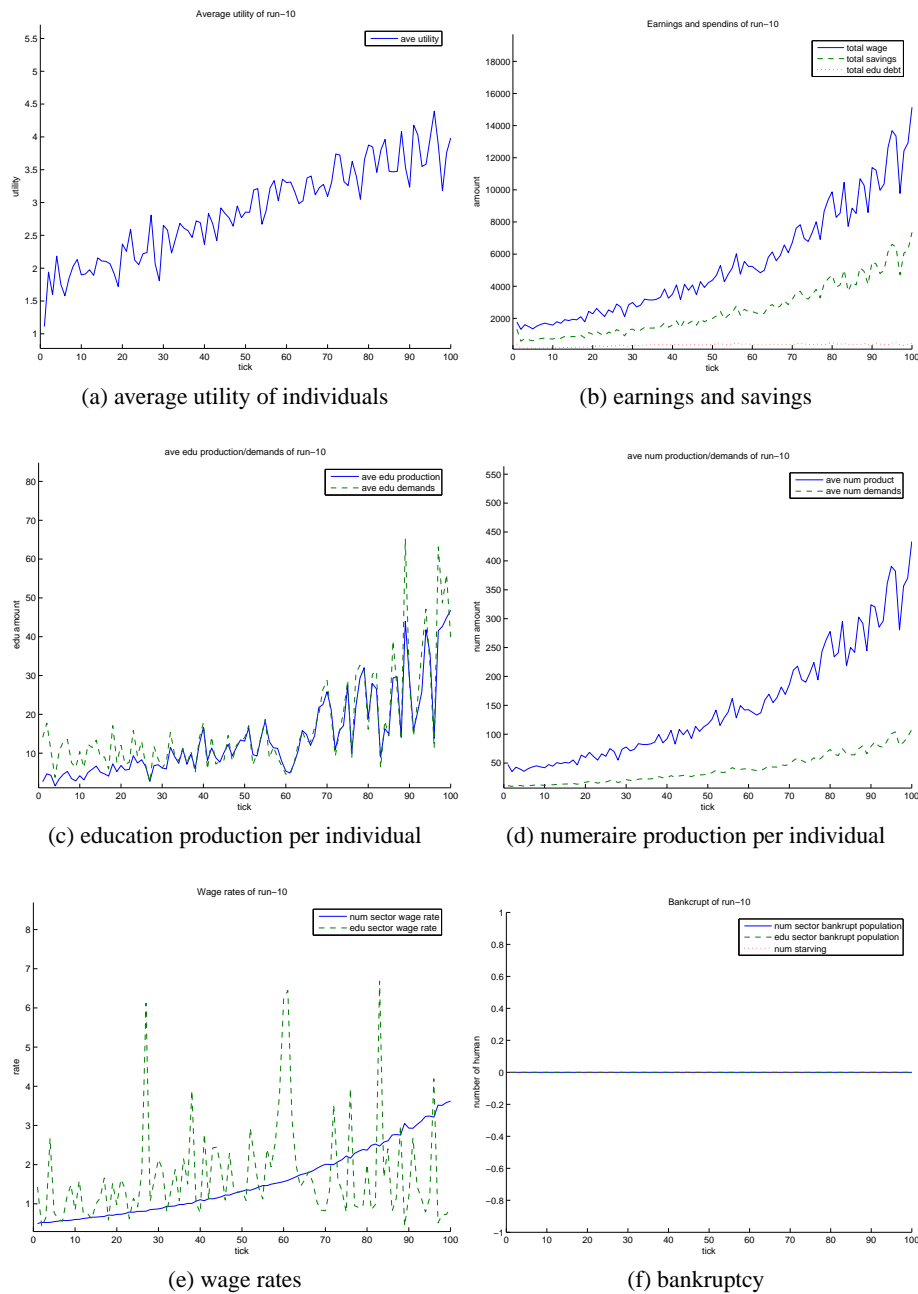 Average utility of run−10
5.5
5
4.5
4
3.5
3
2.5
2
1.5
1
utility
ave utility
0 10 20 30 40 50 60 70 80 90 100
tick
(a) average utility of individuals
Earnings and spendins of run−10
18000
16000
14000
12000
10000
8000
6000
4000
2000
amount
total wage
total savings
total edu debt
0 10 20 30 40 50 60 70 80 90 100
tick
(b) earnings and savings
ave edu production/demands of run−10
80
70
60
50
40
30
20
10
edu amount
ave edu production
ave edu demands
0 10 20 30 40 50 60 70 80 90 100
tick
(c) education production per individual
ave num production/demands of run−10
550
500
450
400
350
300
250
200
150
100
50
num amount
ave num product
ave num demands
0 10 20 30 40 50 60 70 80 90 100
tick
(d) numeraire production per individual
Wage rates of run−10
8
7
6
5
4
3
2
1
rate
num sector wage rate
edu sector wage rate
0 10 20 30 40 50 60 70 80 90 100
tick
(e) wage rates
Bankcrupt of run−10
1
0.8
0.6
0.4
0.2
0
−0.2
−0.4
−0.6
−0.8
−1
number of human
num sector bankrupt population
edu sector bankrupt population
num starving
0 10 20 30 40 50 60 70 80 90 100
tick
(f) bankruptcy